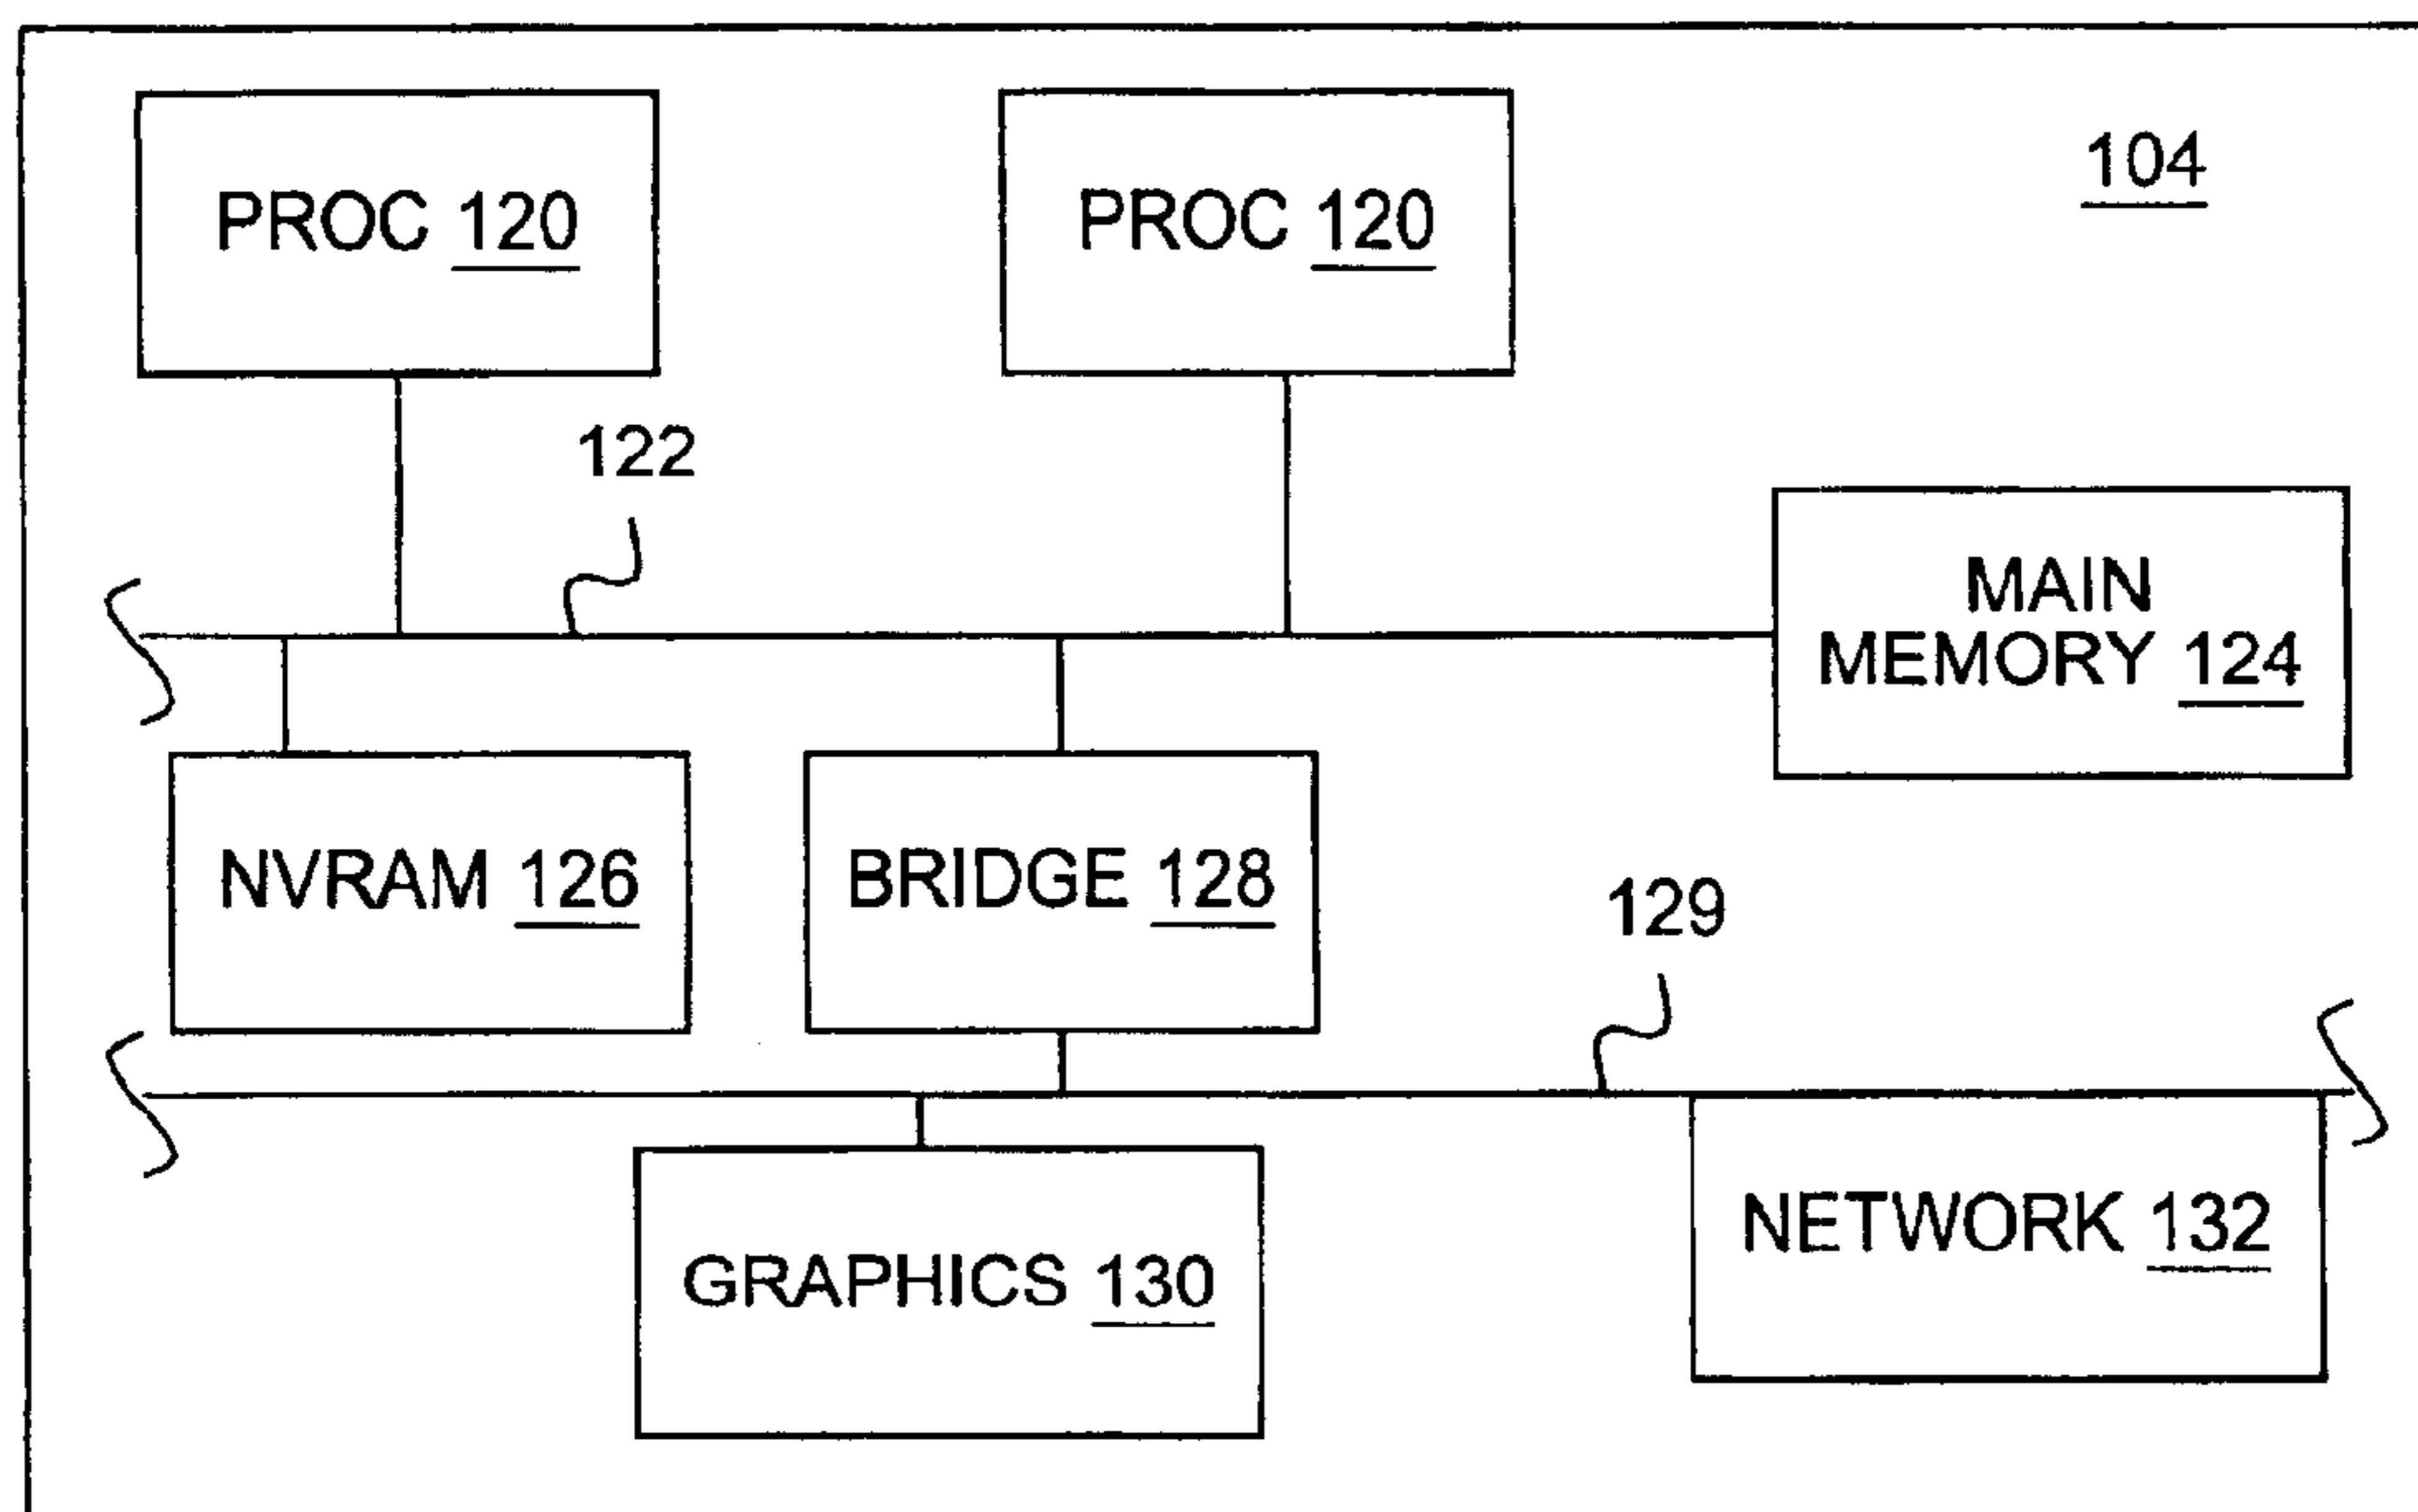 PROC 120
PROC 120
104
122
MAIN
MEMORY 124
NVRAM 126
BRIDGE 128
129
GRAPHICS 130
NETWORK 132